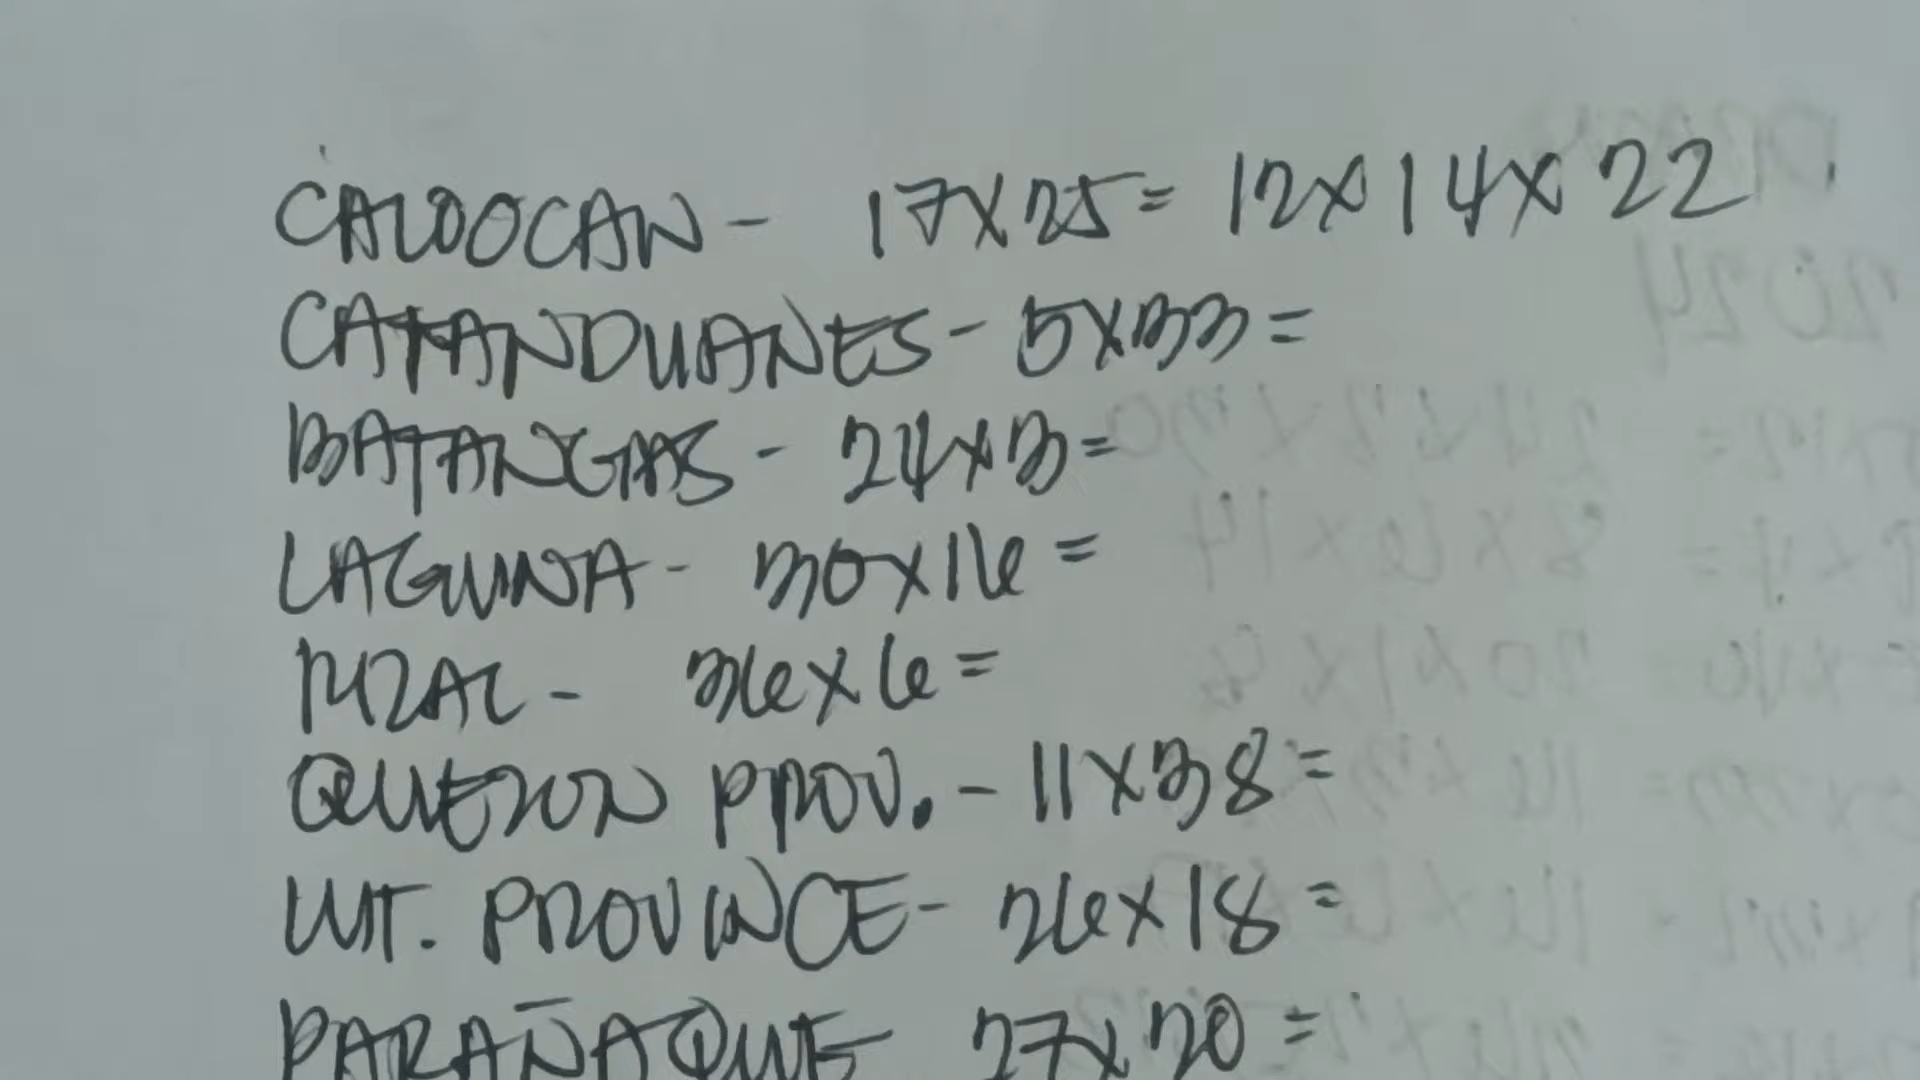 CALOOCAN - 17X25= 12X14X22
CATANDUANES - 5X33=
BATANGAS - 24X3=
LAGUNA - 30X16=
RIZAL - 36X6=
QUEZON PROV. - 11X38=
MT. PROVINCE - 26X18=
PARAÑAQUE 27X20=
2024